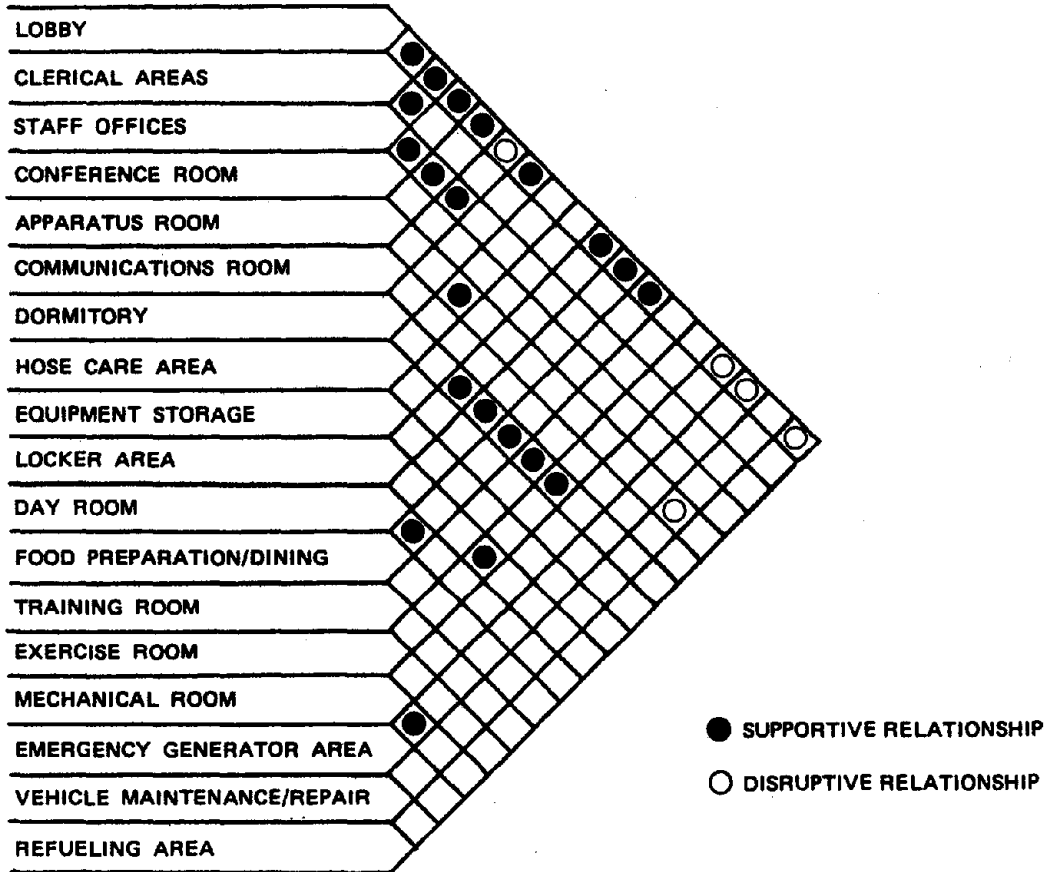 LOBBY
CLERICAL AREAS
STAFF OFFICES
CONFERENCE ROOM
APPARATUS ROOM
COMMUNICATIONS ROOM
DORMITORY
HOSE CARE AREA
EQUIPMENT STORAGE
LOCKER AREA
DAY ROOM
FOOD PREPARATION/DINING
TRAINING ROOM
EXERCISE ROOM
MECHANICAL ROOM
EMERGENCY GENERATOR AREA
VEHICLE MAINTENANCE/REPAIR
REFUELING AREA
SUPPORTIVE RELATIONSHIP
DISRUPTIVE RELATIONSHIP